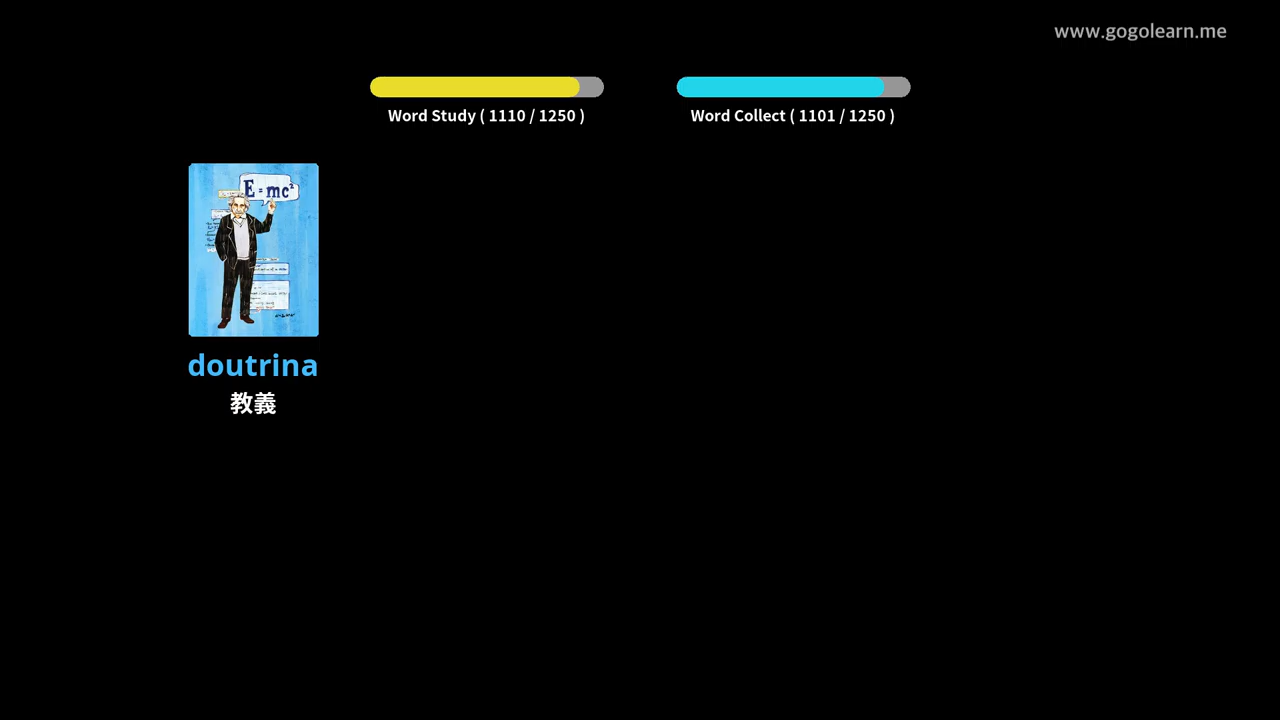 www.gogolearn.me
Word Study ( 1110 / 1250 )
Word Collect ( 1101 / 1250 )
E = mc²
doutrina
教義